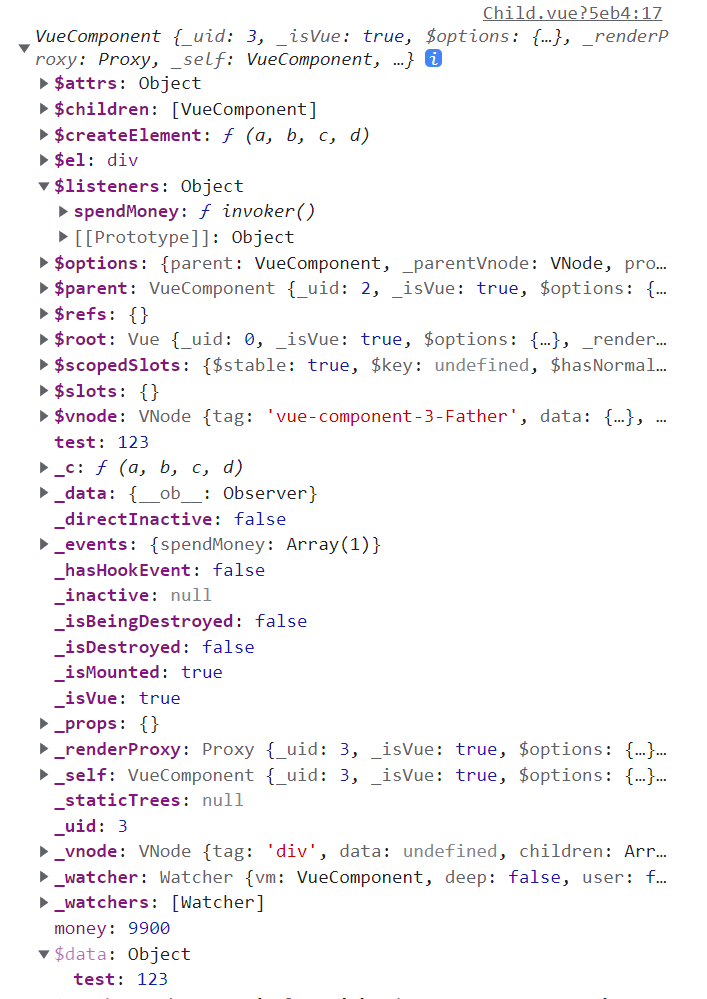 Child.vue?5eb4:17
VueComponent {_uid: 3, _isVue: true, $options: {…}, _renderP
roxy: Proxy, _self: VueComponent, …} i
$attrs: Object
$children: [VueComponent]
$createElement: ƒ (a, b, c, d)
$el: div
$listeners: Object
spendMoney: ƒ invoker()
[[Prototype]]: Object
$options: {parent: VueComponent, _parentVnode: VNode, pro…
$parent: VueComponent {_uid: 2, _isVue: true, $options: {…
$refs: {}
$root: Vue {_uid: 0, _isVue: true, $options: {…}, _render…
$scopedSlots: {$stable: true, $key: undefined, $hasNormal…
$slots: {}
$vnode: VNode {tag: 'vue-component-3-Father', data: {…}, …
test: 123
_c: ƒ (a, b, c, d)
_data: {__ob__: Observer}
_directInactive: false
_events: {spendMoney: Array(1)}
_hasHookEvent: false
_inactive: null
_isBeingDestroyed: false
_isDestroyed: false
_isMounted: true
_isVue: true
_props: {}
_renderProxy: Proxy {_uid: 3, _isVue: true, $options: {…}…
_self: VueComponent {_uid: 3, _isVue: true, $options: {…}…
_staticTrees: null
_uid: 3
_vnode: VNode {tag: 'div', data: undefined, children: Arr…
_watcher: Watcher {vm: VueComponent, deep: false, user: f…
_watchers: [Watcher]
money: 9900
$data: Object
test: 123